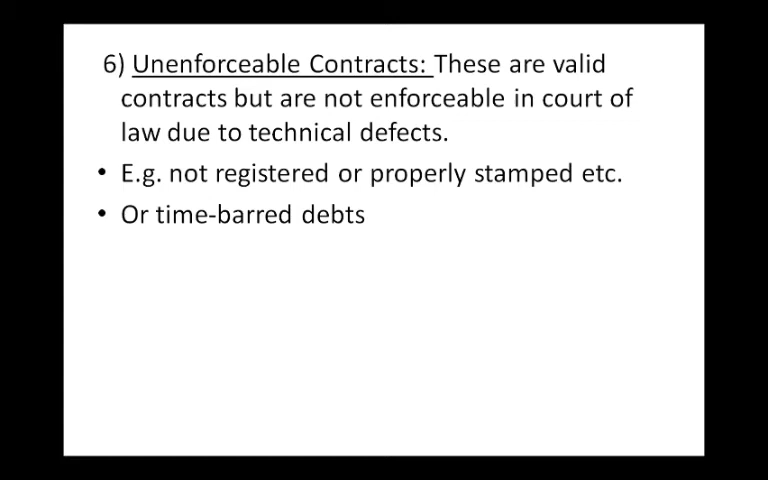 6) Unenforceable Contracts: These are valid
contracts but are not enforceable in court of
law due to technical defects.
• E.g. not registered or properly stamped etc.
• Or time-barred debts